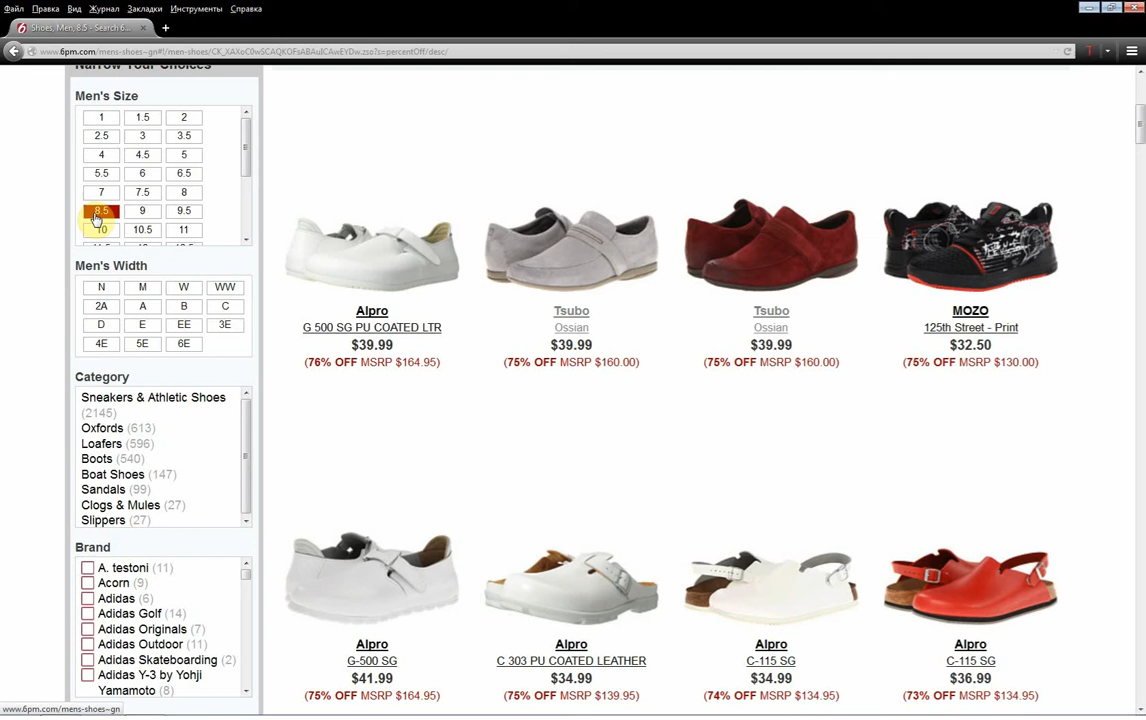 Файл Правка Вид Журнал Закладки Инструменты Справка
Shoes, Men, 8.5 - Search 6...
www.6pm.com/mens-shoes~gn#!/men-shoes/CK_XAXoC0wSCAQKOFsABAuICAwEYDw.zso?s=percentOff/desc/
Narrow Your Choices
Men's Size
1 1.5 2
2.5 3 3.5
4 4.5 5
5.5 6 6.5
7 7.5 8
8.5 9 9.5
10 10.5 11
Men's Width
N M W WW
2A A B C
D E EE 3E
4E 5E 6E
Category
Sneakers & Athletic Shoes
(2145)
Oxfords (613)
Loafers (596)
Boots (540)
Boat Shoes (147)
Sandals (99)
Clogs & Mules (27)
Slippers (27)
Brand
A. testoni (11)
Acorn (9)
Adidas (6)
Adidas Golf (14)
Adidas Originals (7)
Adidas Outdoor (11)
Adidas Skateboarding (2)
Adidas Y-3 by Yohji
Yamamoto (8)
Alpro Tsubo Tsubo MOZO
G 500 SG PU COATED LTR Ossian Ossian 125th Street - Print
$39.99 $39.99 $39.99 $32.50
(76% OFF MSRP $164.95) (75% OFF MSRP $160.00) (75% OFF MSRP $160.00) (75% OFF MSRP $130.00)
Alpro Alpro Alpro Alpro
G-500 SG C 303 PU COATED LEATHER C-115 SG C-115 SG
$41.99 $34.99 $34.99 $36.99
(75% OFF MSRP $164.95) (75% OFF MSRP $139.95) (74% OFF MSRP $134.95) (73% OFF MSRP $134.95)
www.6pm.com/mens-shoes~gn